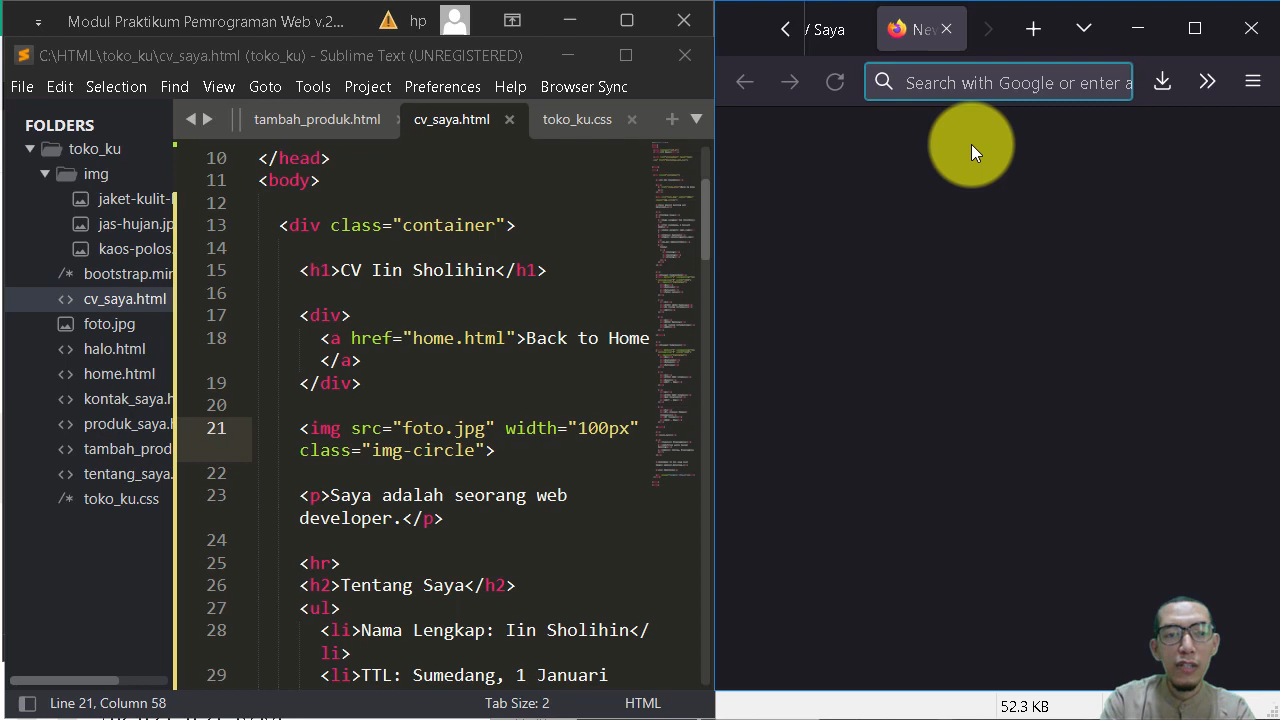 Modul Praktikum Pemrograman Web v.2...
hp
C:\HTML\toko_ku\cv_saya.html (toko_ku) - Sublime Text (UNREGISTERED)
File Edit Selection Find View Goto Tools Project Preferences Help Browser Sync
FOLDERS
toko_ku
img
jaket
jas-hujan.jp
kaos-polos
bootstrap.min
cv_saya.html
foto.jpg
halo.html
home.html
kontak-saya.h
tentang-saya.
toko_ku.css
tambah_produk.html
cv_saya.html
toko_ku.css
10 </head>
11 <body>
12
13 <div class="container">
14
15 <h1>CV Iin Sholihin</h1>
16
17 <div>
18 <a href="home.html">Back to Home
</a>
19 </div>
20
21 <img src="foto.jpg" width="100px"
class="img-circle">
22
23 <p>Saya adalah seorang web
developer.</p>
24
25 <hr>
26 <h2>Tentang Saya</h2>
27 <ul>
28 <li>Nama Lengkap: Iin Sholihin</
li>
29 <li>TTL: Sumedang, 1 Januari
Line 21, Column 58
Tab Size: 2
HTML
/ Saya
Nev
Search with Google or enter a
52.3 KB